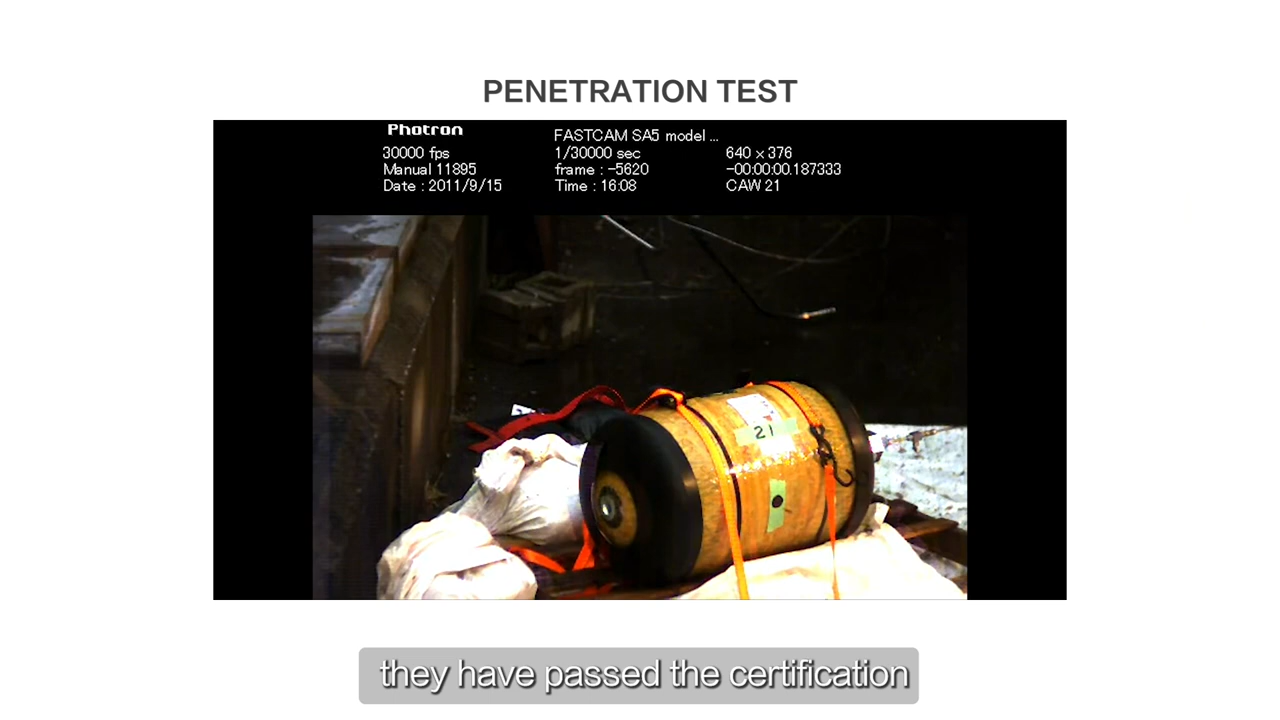 PENETRATION TEST
Photron
FASTCAM SA5 model ...
30000 fps
1/30000 sec
640 x 376
Manual 11895
frame : -5620
-00:00:00.187333
Date : 2011/9/15
Time : 16:08
CAW 21
21
they have passed the certification